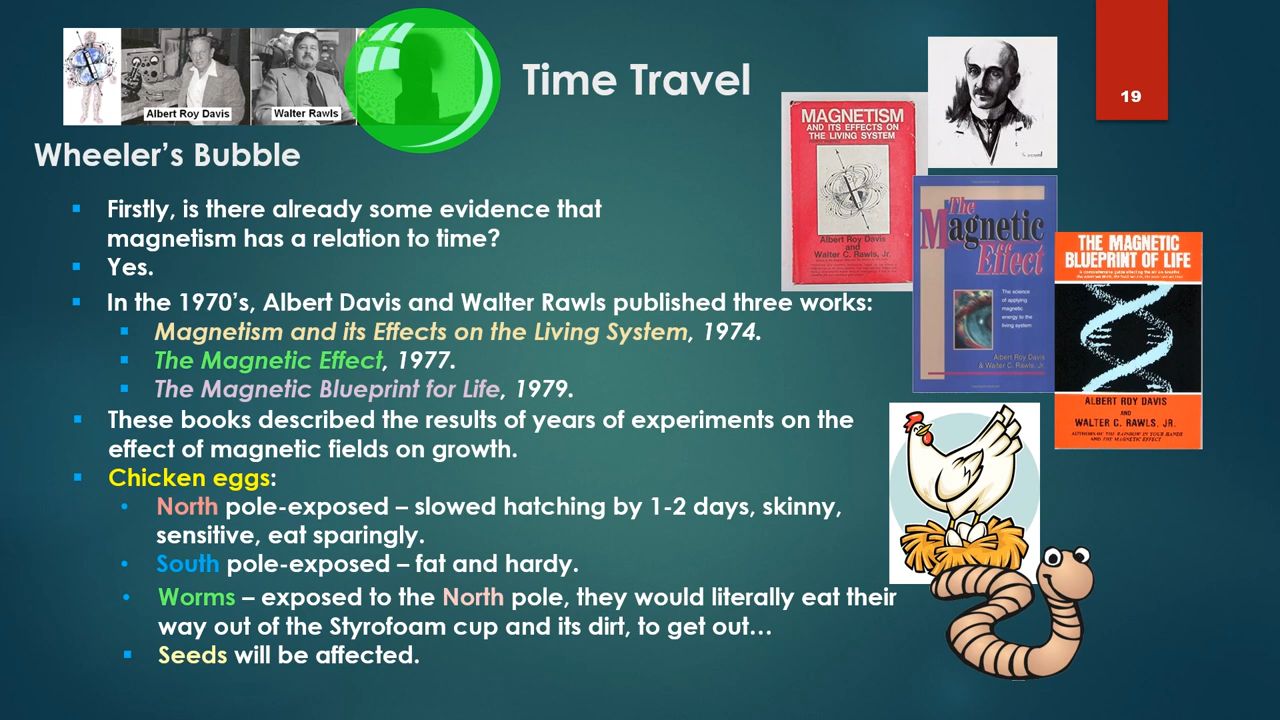 Time Travel
19
Albert Roy Davis
Walter Rawls
Wheeler's Bubble
Firstly, is there already some evidence that
magnetism has a relation to time?
Yes.
In the 1970's, Albert Davis and Walter Rawls published three works:
Magnetism and its Effects on the Living System, 1974.
The Magnetic Effect, 1977.
The Magnetic Blueprint for Life, 1979.
These books described the results of years of experiments on the
effect of magnetic fields on growth.
Chicken eggs:
North pole-exposed – slowed hatching by 1-2 days, skinny,
sensitive, eat sparingly.
South pole-exposed – fat and hardy.
Worms – exposed to the North pole, they would literally eat their
way out of the Styrofoam cup and its dirt, to get out…
Seeds will be affected.
MAGNETISM
AND ITS EFFECTS ON
THE LIVING SYSTEM
Albert Roy Davis
and
Walter C. Rawls, Jr.
The
Magnetic
Effect
The science
of applying
magnetic
energy to the
living system
Albert Roy Davis
& Walter C. Rawls, Jr.
THE MAGNETIC
BLUEPRINT OF LIFE
ALBERT ROY DAVIS
AND
WALTER C. RAWLS, JR.
AND THE MAGNETIC EFFECT